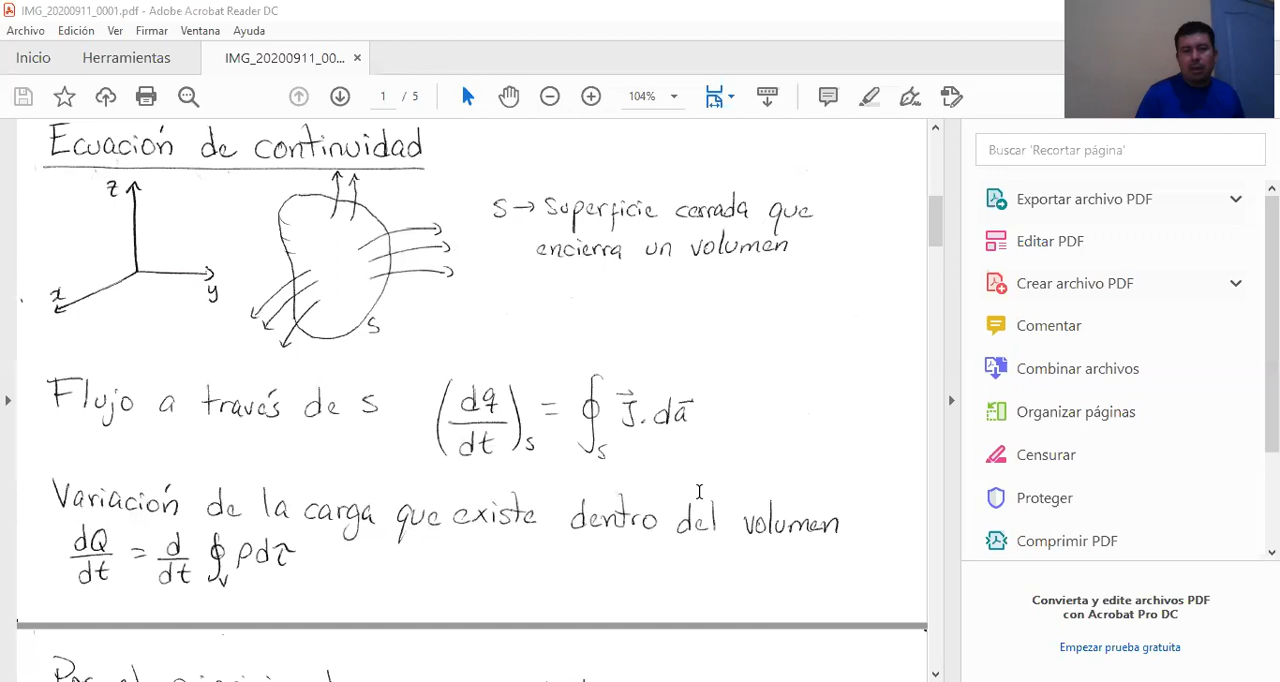 IMG_20200911_0001.pdf - Adobe Acrobat Reader DC
Archivo Edición Ver Firmar Ventana Ayuda
Inicio Herramientas IMG_20200911_00... ×
1 / 5 104%
Ecuación de continuidad
z
x
y
S
S → Superficie cerrada que
encierra un volumen
Flujo a través de s (dq/dt)_s = ∮_s J⃗ . da⃗
Variación de la carga que existe dentro del volumen
dQ/dt = d/dt ∮_v ρdτ
Buscar 'Recortar página'
Exportar archivo PDF
Editar PDF
Crear archivo PDF
Comentar
Combinar archivos
Organizar páginas
Censurar
Proteger
Comprimir PDF
Convierta y edite archivos PDF
con Acrobat Pro DC
Empezar prueba gratuita